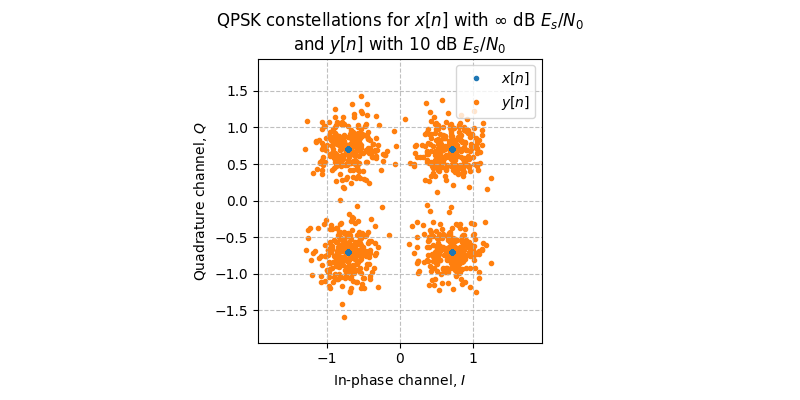 QPSK constellations for x[n] with ∞ dB E_s/N_0
and y[n] with 10 dB E_s/N_0
x[n]
y[n]
Quadrature channel, Q
1.5
1.0
0.5
0.0
−0.5
−1.0
−1.5
−1 0 1
In-phase channel, I